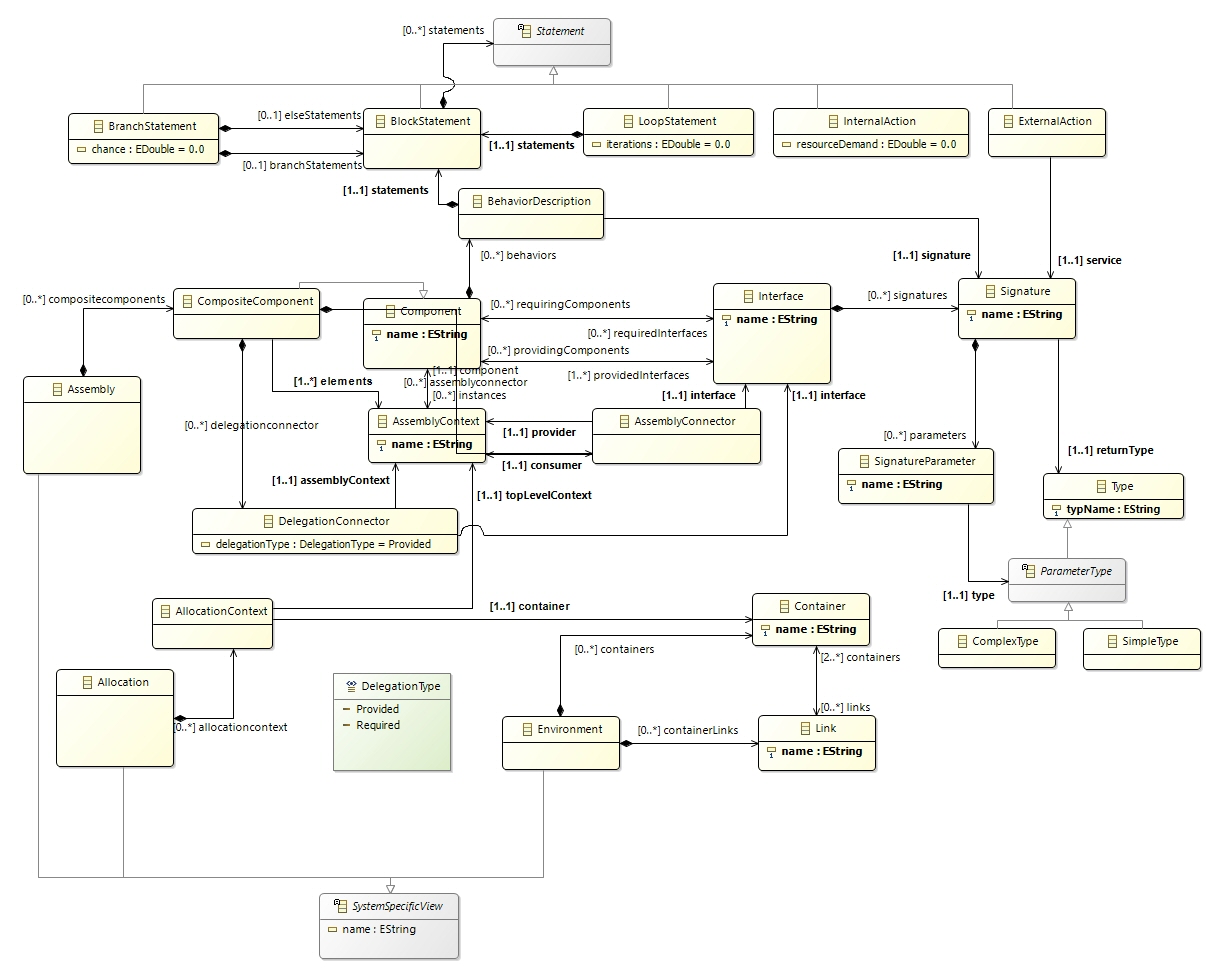 [0..*] statements
Statement
BranchStatement
chance : EDouble = 0.0
[0..1] elseStatements
[0..1] branchStatements
BlockStatement
[1..1] statements
LoopStatement
iterations : EDouble = 0.0
InternalAction
resourceDemand : EDouble = 0.0
ExternalAction
[1..1] statements
BehaviorDescription
[0..*] behaviors
[1..1] signature
[1..1] service
[0..*] compositecomponents
CompositeComponent
Component
name : EString
[0..*] requiringComponents
[0..*] requiredInterfaces
[0..*] providingComponents
[1..*] providedInterfaces
Interface
name : EString
[0..*] signatures
Signature
name : EString
Assembly
[1..*] elements
[1..1] component
[0..*] assemblyconnector
[0..*] instances
[1..1] interface
[1..1] interface
[0..*] delegationconnector
AssemblyContext
name : EString
[1..1] provider
[1..1] consumer
AssemblyConnector
[0..*] parameters
SignatureParameter
name : EString
[1..1] returnType
Type
typName : EString
[1..1] assemblyContext
[1..1] topLevelContext
DelegationConnector
delegationType : DelegationType = Provided
ParameterType
[1..1] type
AllocationContext
[1..1] container
Container
name : EString
ComplexType
SimpleType
[0..*] containers
[2..*] containers
Allocation
[0..*] allocationcontext
DelegationType
Provided
Required
Environment
[0..*] containerLinks
[0..*] links
Link
name : EString
SystemSpecificView
name : EString